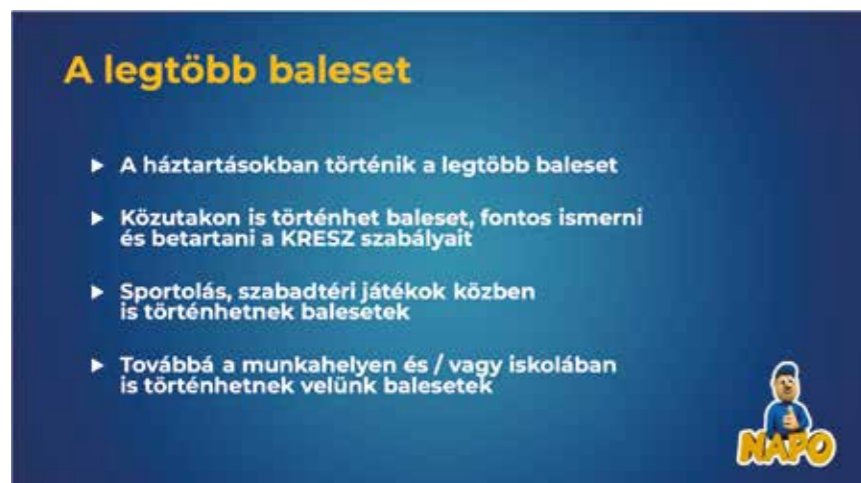 A legtöbb baleset
▶ A háztartásokban történik a legtöbb baleset
▶ Közutakon is történhet baleset, fontos ismerni
és betartani a KRESZ szabályait
▶ Sportolás, szabadtéri játékok közben
is történhetnek balesetek
▶ Továbbá a munkahelyen és / vagy iskolában
is történhetnek velünk balesetek
NAPO